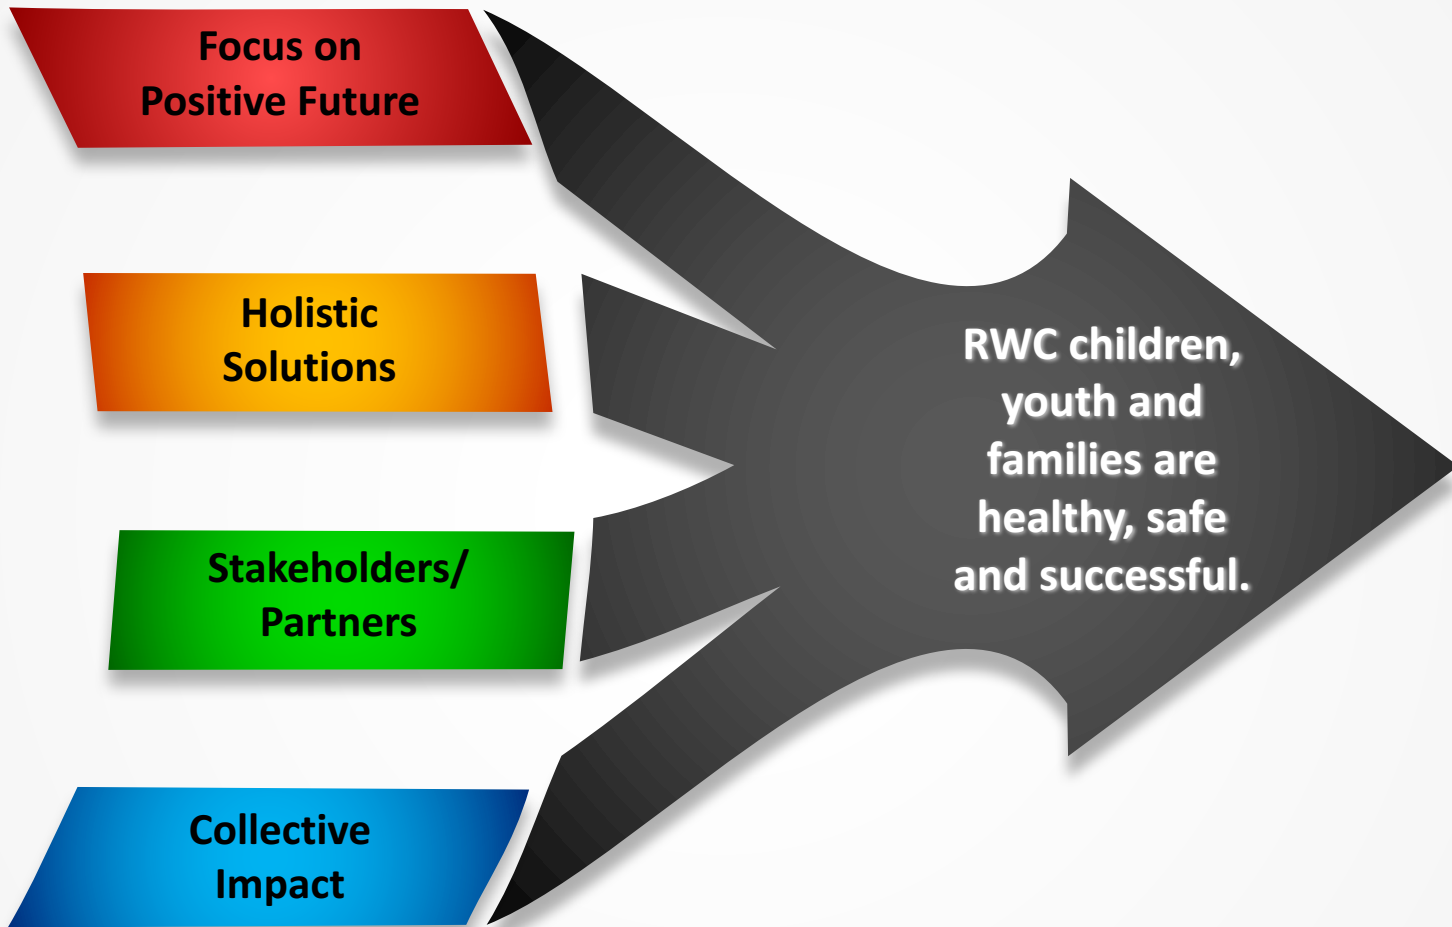 Focus on
Positive Future
Holistic
Solutions
Stakeholders/
Partners
Collective
Impact
RWC children,
youth and
families are
healthy, safe
and successful.